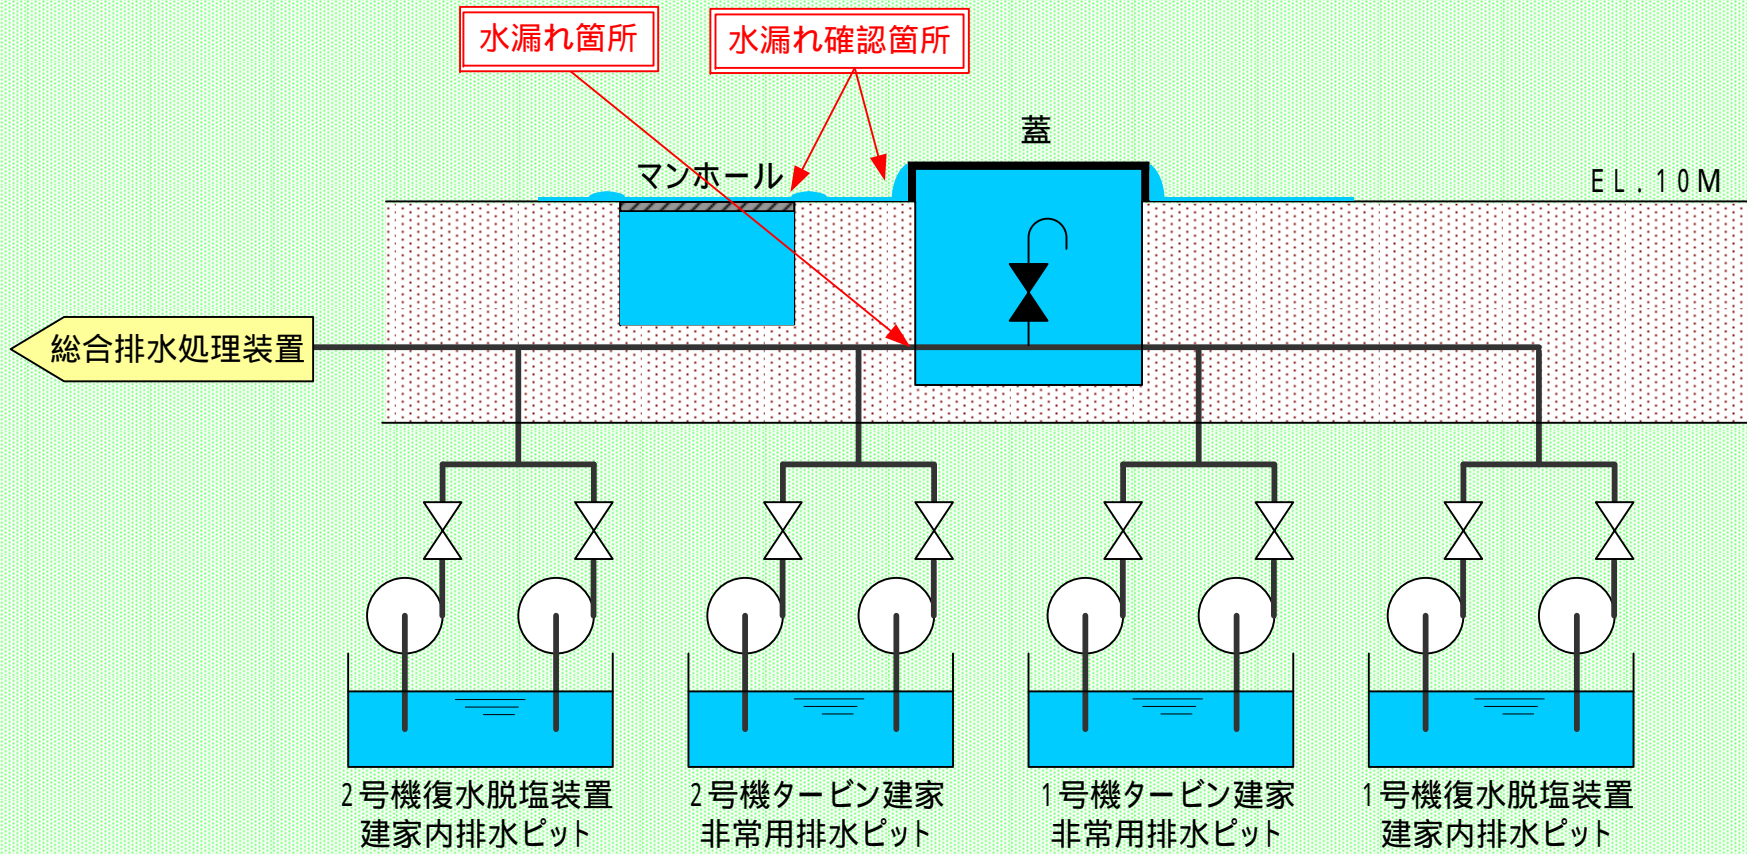 水漏れ箇所
水漏れ確認箇所
蓋
マンホール
EL.10M
総合排水処理装置
2号機復水脱塩装置
建家内排水ピット
2号機タービン建家
非常用排水ピット
1号機タービン建家
非常用排水ピット
1号機復水脱塩装置
建家内排水ピット